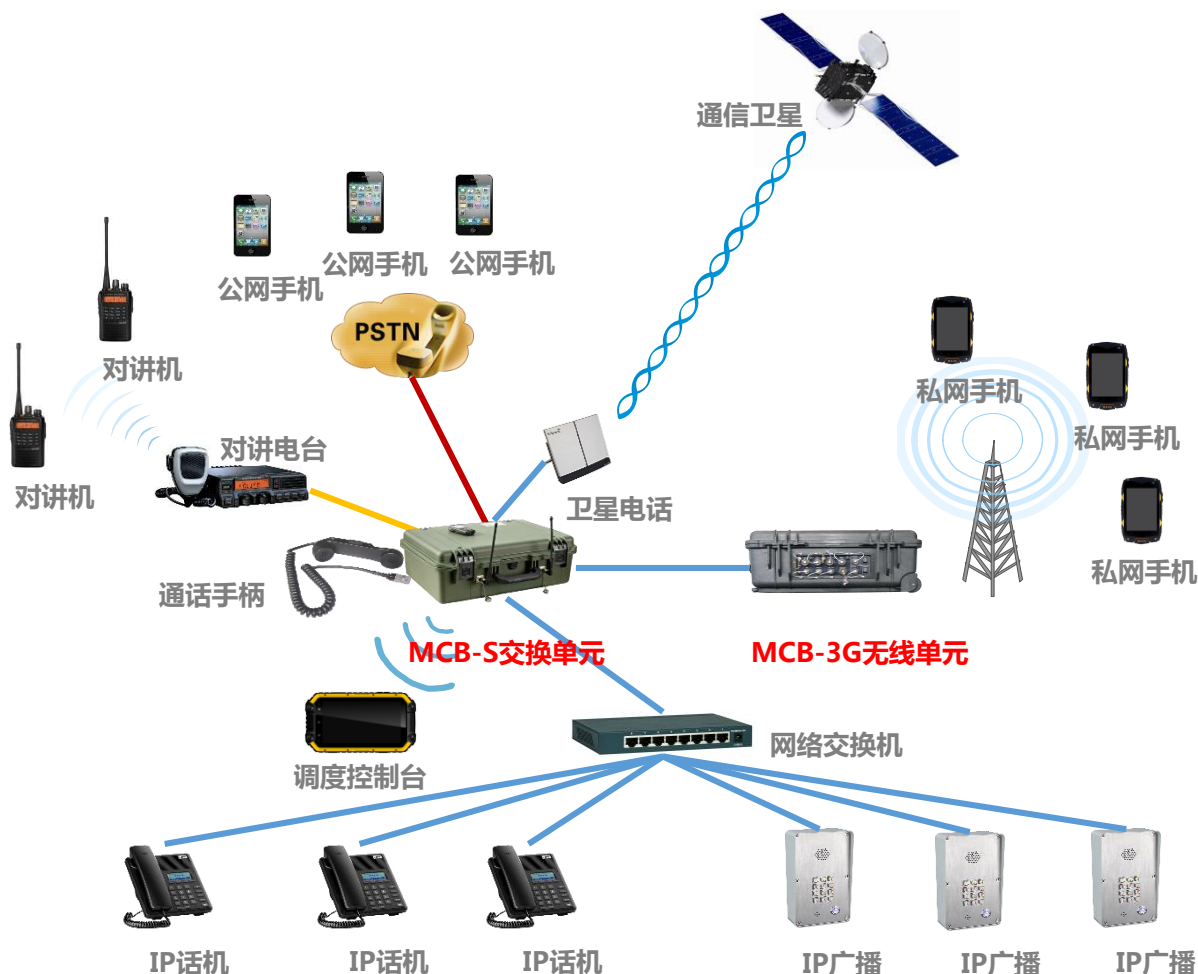 通信卫星
公网手机
公网手机
公网手机
PSTN
对讲机
私网手机
对讲电台
私网手机
对讲机
卫星电话
私网手机
通话手柄
MCB-S交换单元
MCB-3G无线单元
网络交换机
调度控制台
IP话机
IP话机
IP话机
IP广播
IP广播
IP广播